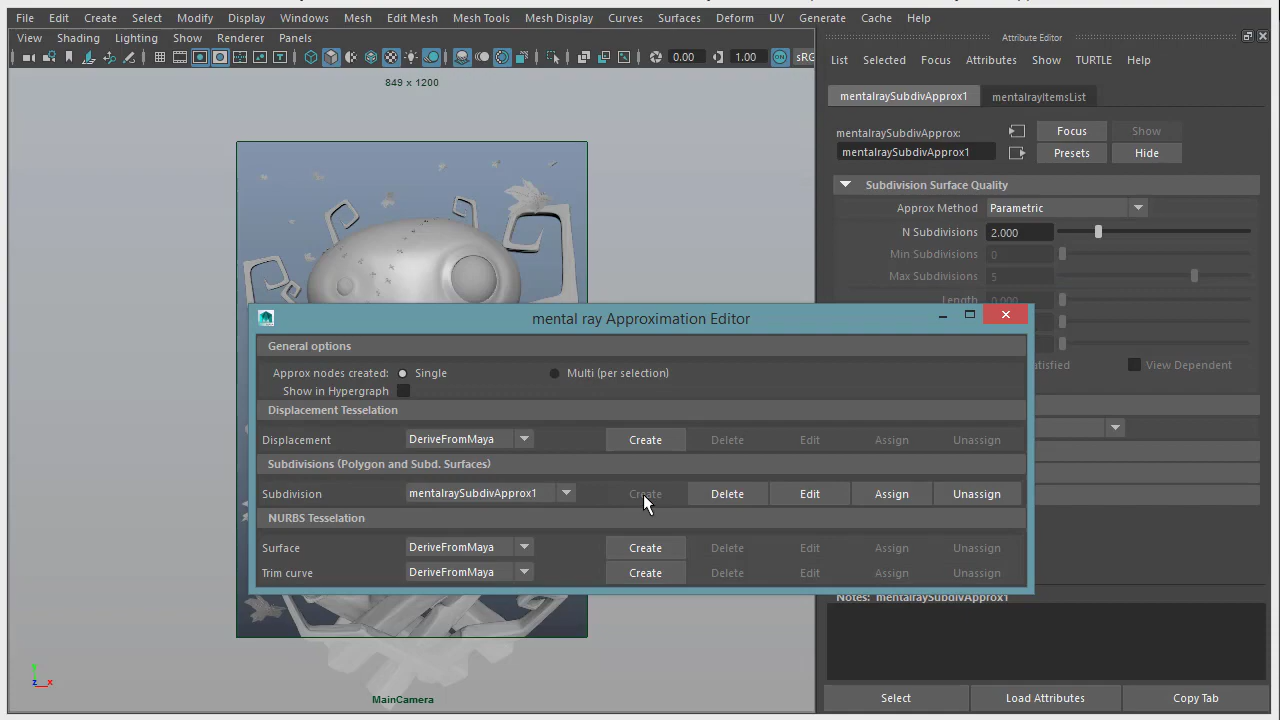 File Edit Create Select Modify Display Windows Mesh Edit Mesh Mesh Tools Mesh Display Curves Surfaces Deform UV Generate Cache Help
View Shading Lighting Show Renderer Panels
0.00 1.00 ON sRG
849 x 1200
MainCamera
Attribute Editor
List Selected Focus Attributes Show TURTLE Help
mentalraySubdivApprox1 mentalrayItemsList
mentalraySubdivApprox: Focus Show
mentalraySubdivApprox1 Presets Hide
Subdivision Surface Quality
Approx Method Parametric
N Subdivisions 2.000
Min Subdivisions 0
Max Subdivisions 5
Length 0.000
View Dependent
mental ray Approximation Editor
General options
Approx nodes created: Single Multi (per selection)
Show in Hypergraph
Displacement Tesselation
Displacement DeriveFromMaya Create Delete Edit Assign Unassign
Subdivisions (Polygon and Subd. Surfaces)
Subdivision mentalraySubdivApprox1 Create Delete Edit Assign Unassign
NURBS Tesselation
Surface DeriveFromMaya Create Delete Edit Assign Unassign
Trim curve DeriveFromMaya Create Delete Edit Assign Unassign
Notes: mentalraySubdivApprox1
Select Load Attributes Copy Tab
z x